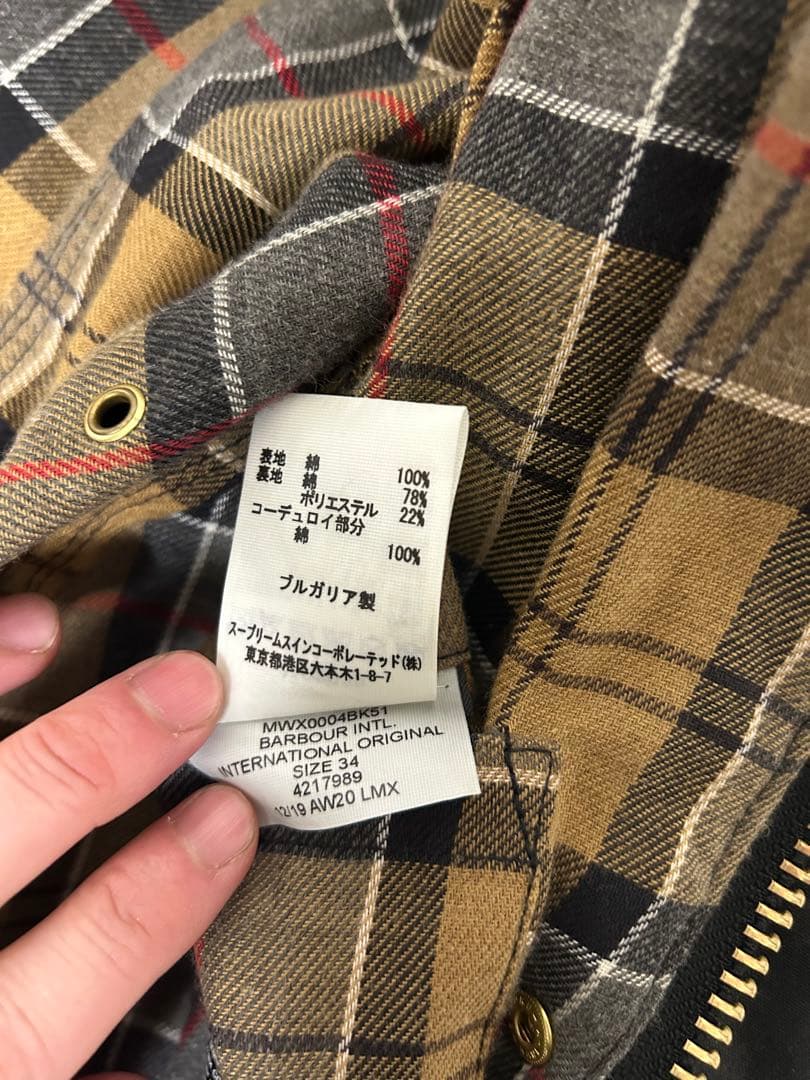 表地 綿 100%
裏地 綿 78%
ポリエステル 22%
コーデュロイ部分
綿 100%
ブルガリア製
スープリームスインコーポレーテッド(株)
東京都港区六本木1-8-7
MWX0004BK51
BARBOUR INTL.
INTERNATIONAL ORIGINAL
SIZE 34
4217989
12/19 AW20 LMX